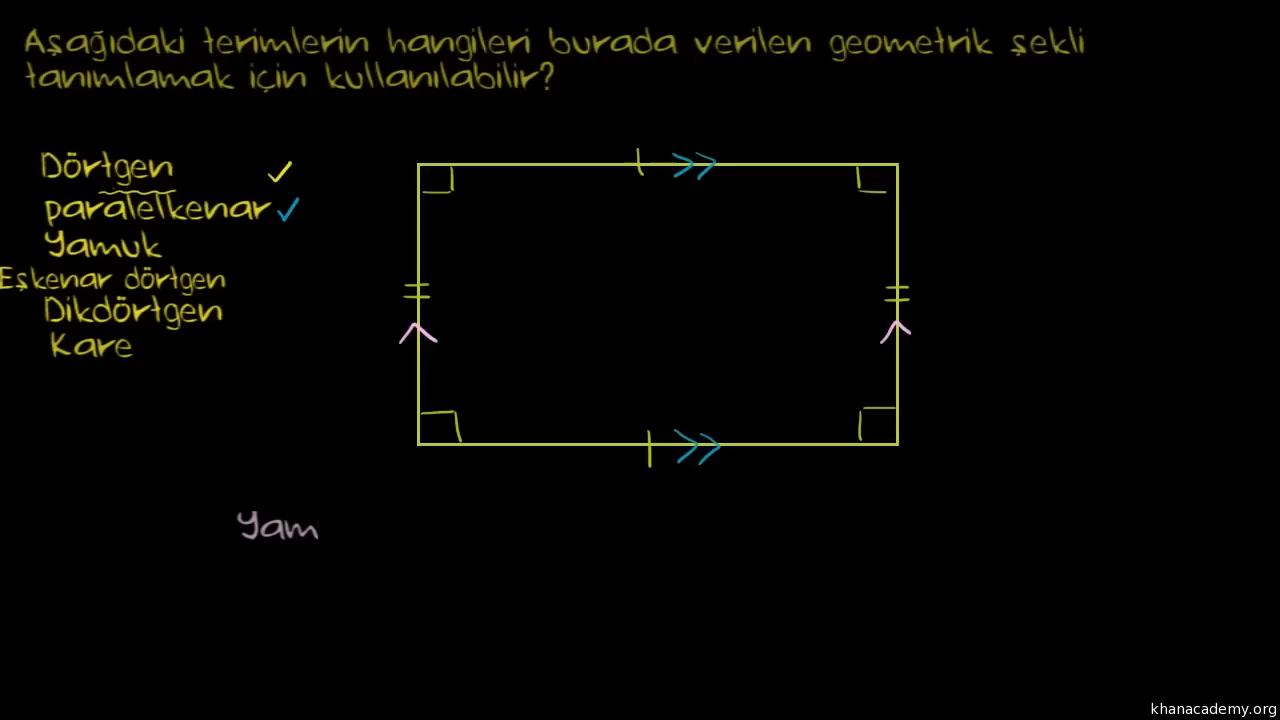 Aşağıdaki terimlerin hangileri burada verilen geometrik şekli
tanımlamak için kullanılabilir?
Dörtgen
paralelkenar
Yamuk
Eşkenar dörtgen
Dikdörtgen
Kare
Yam
khanacademy.org